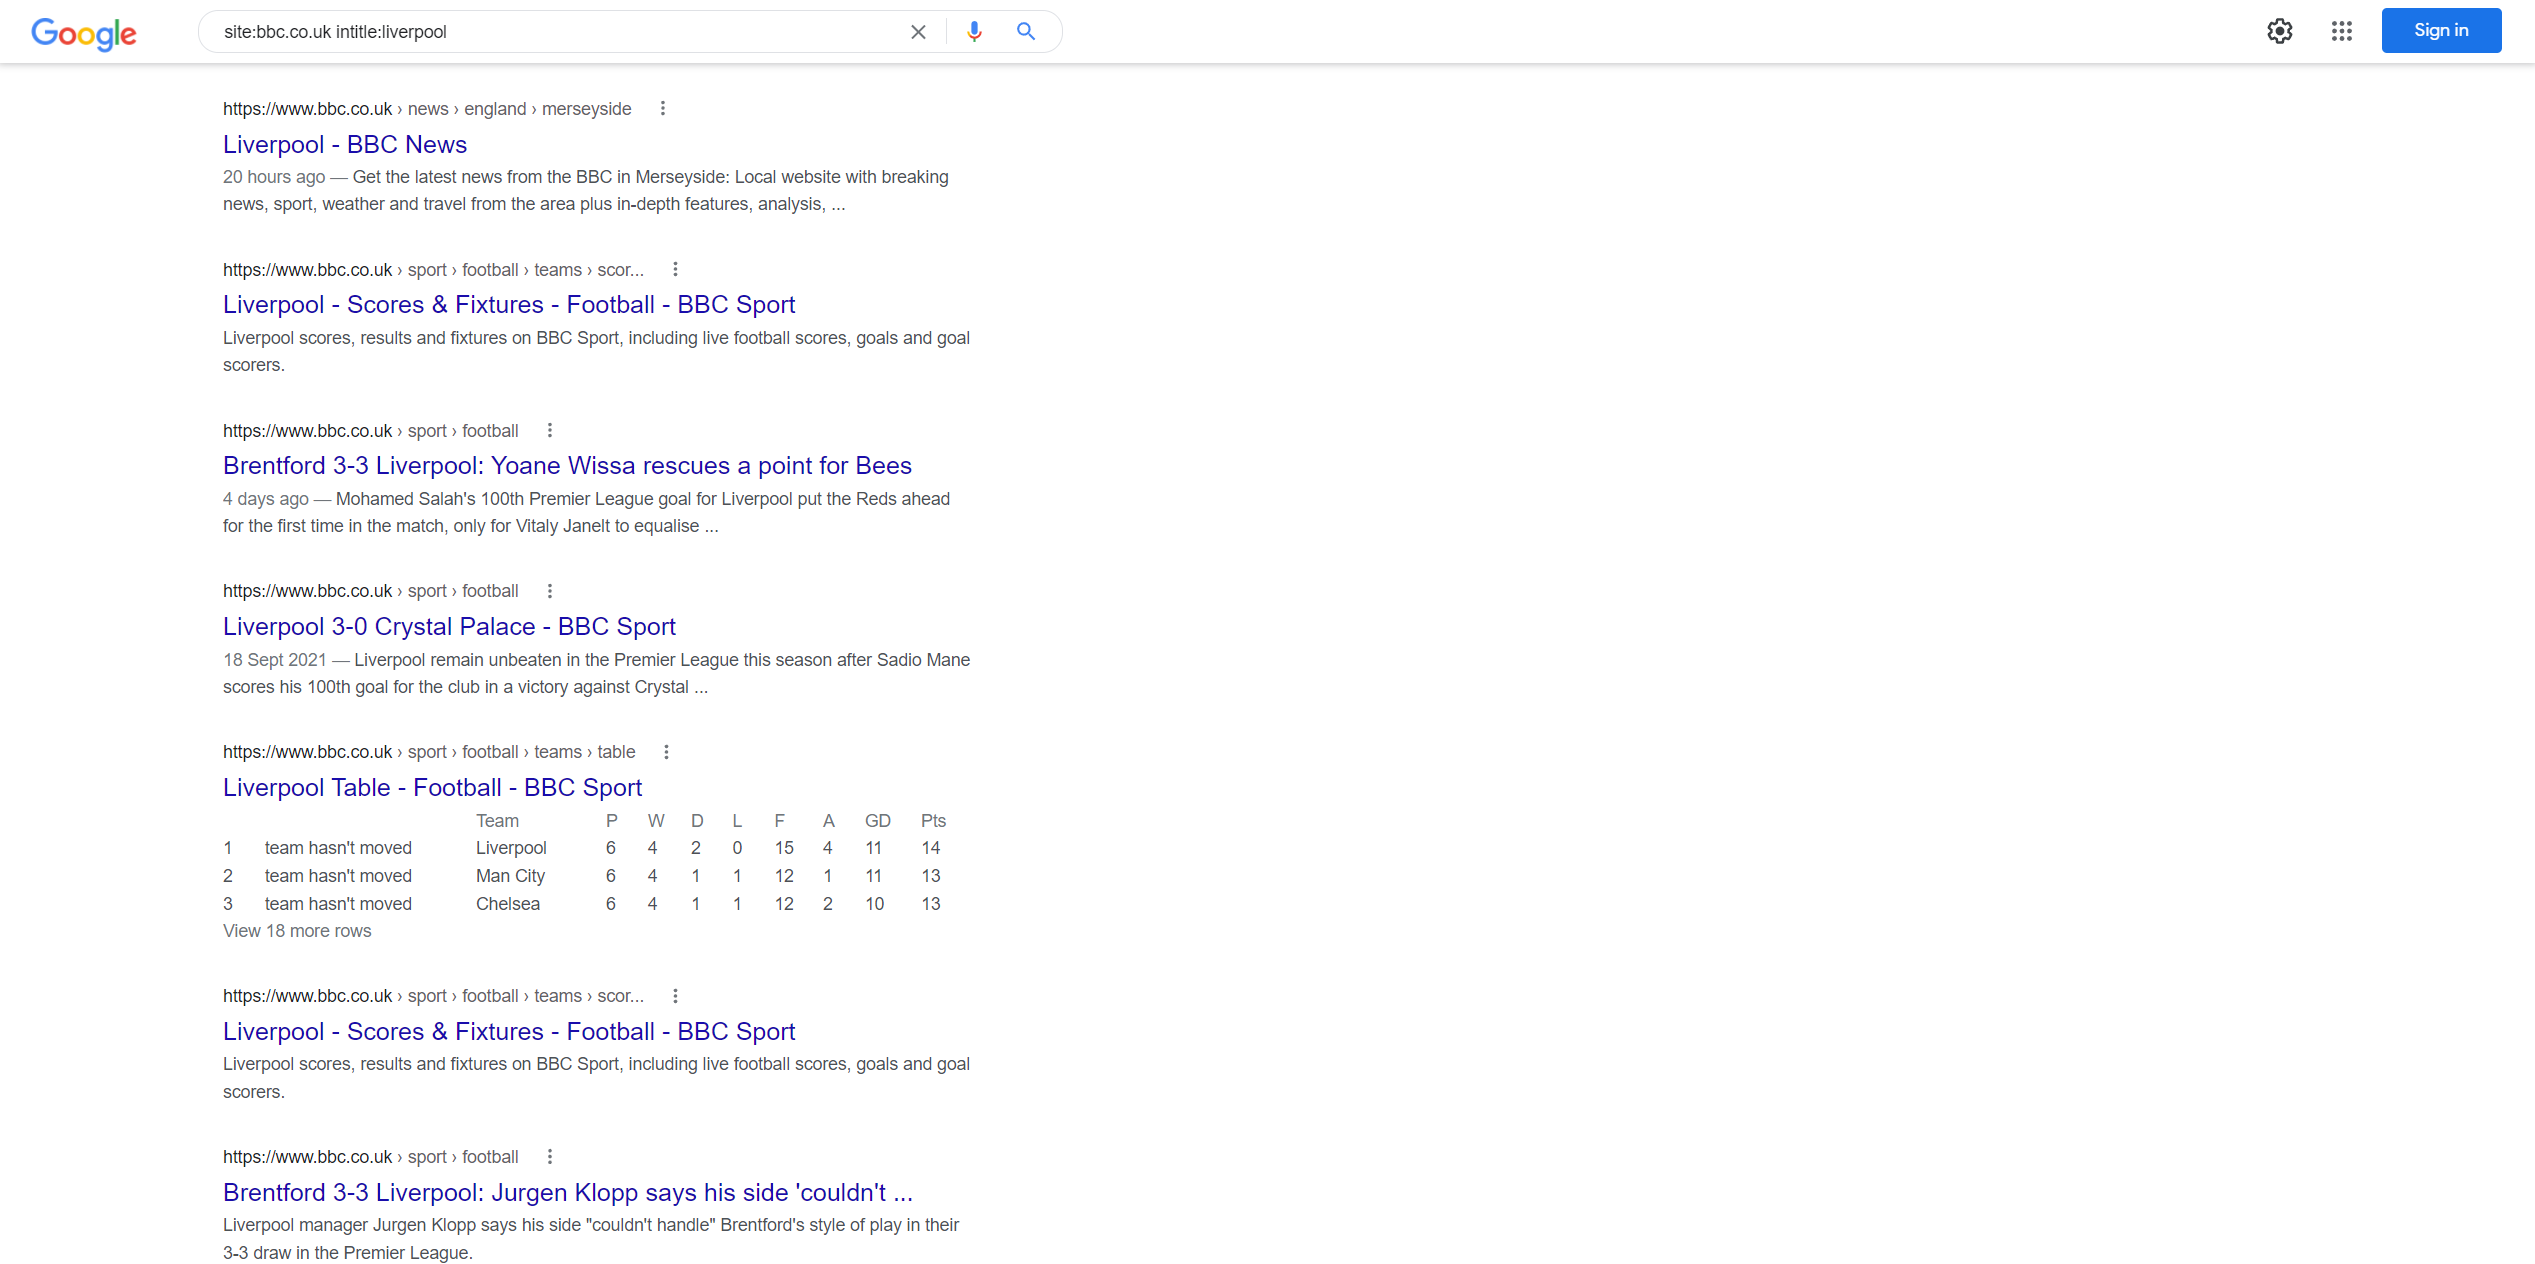 Google
site:bbc.co.uk intitle:liverpool
Sign in
https://www.bbc.co.uk › news › england › merseyside
Liverpool - BBC News
20 hours ago — Get the latest news from the BBC in Merseyside: Local website with breaking
news, sport, weather and travel from the area plus in-depth features, analysis, ...
https://www.bbc.co.uk › sport › football › teams › scor...
Liverpool - Scores & Fixtures - Football - BBC Sport
Liverpool scores, results and fixtures on BBC Sport, including live football scores, goals and goal
scorers.
https://www.bbc.co.uk › sport › football
Brentford 3-3 Liverpool: Yoane Wissa rescues a point for Bees
4 days ago — Mohamed Salah's 100th Premier League goal for Liverpool put the Reds ahead
for the first time in the match, only for Vitaly Janelt to equalise ...
https://www.bbc.co.uk › sport › football
Liverpool 3-0 Crystal Palace - BBC Sport
18 Sept 2021 — Liverpool remain unbeaten in the Premier League this season after Sadio Mane
scores his 100th goal for the club in a victory against Crystal ...
https://www.bbc.co.uk › sport › football › teams › table
Liverpool Table - Football - BBC Sport
Team P W D L F A GD Pts
1 team hasn't moved Liverpool 6 4 2 0 15 4 11 14
2 team hasn't moved Man City 6 4 1 1 12 1 11 13
3 team hasn't moved Chelsea 6 4 1 1 12 2 10 13
View 18 more rows
https://www.bbc.co.uk › sport › football › teams › scor...
Liverpool - Scores & Fixtures - Football - BBC Sport
Liverpool scores, results and fixtures on BBC Sport, including live football scores, goals and goal
scorers.
https://www.bbc.co.uk › sport › football
Brentford 3-3 Liverpool: Jurgen Klopp says his side 'couldn't ...
Liverpool manager Jurgen Klopp says his side "couldn't handle" Brentford's style of play in their
3-3 draw in the Premier League.